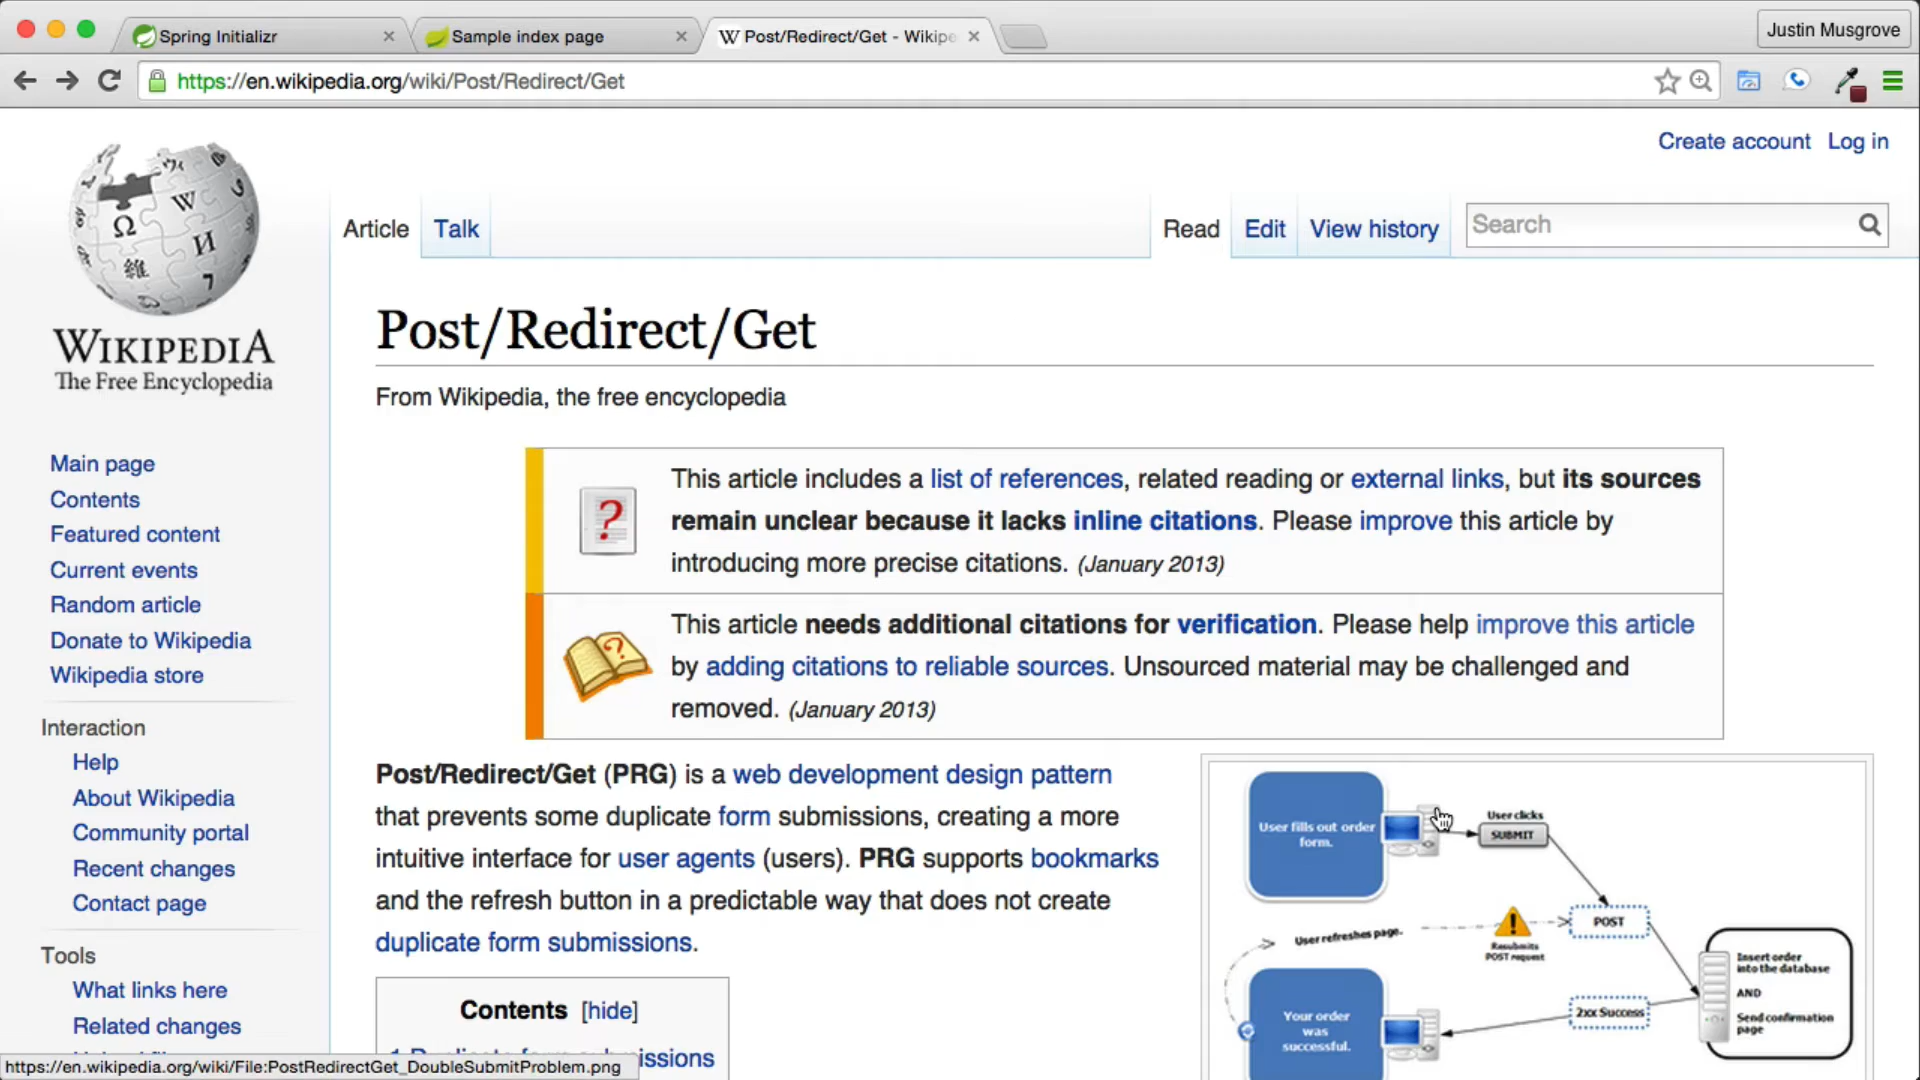 Spring Initializr
Sample index page
Post/Redirect/Get - Wikipe
Justin Musgrove
https://en.wikipedia.org/wiki/Post/Redirect/Get
Create account Log in
Article Talk
Read Edit View history
Search
WIKIPEDIA
The Free Encyclopedia
Main page
Contents
Featured content
Current events
Random article
Donate to Wikipedia
Wikipedia store
Interaction
Help
About Wikipedia
Community portal
Recent changes
Contact page
Tools
What links here
Related changes
Post/Redirect/Get
From Wikipedia, the free encyclopedia
This article includes a list of references, related reading or external links, but its sources
remain unclear because it lacks inline citations. Please improve this article by
introducing more precise citations. (January 2013)
This article needs additional citations for verification. Please help improve this article
by adding citations to reliable sources. Unsourced material may be challenged and
removed. (January 2013)
Post/Redirect/Get (PRG) is a web development design pattern
that prevents some duplicate form submissions, creating a more
intuitive interface for user agents (users). PRG supports bookmarks
and the refresh button in a predictable way that does not create
duplicate form submissions.
Contents [hide]
1 Duplicate form submissions
User fills out order
form.
User clicks
SUBMIT
POST
User refreshes page.
Resubmits
POST request
Insert order
into the database
AND
Send confirmation
page
2xx Success
Your order
was
successful.
https://en.wikipedia.org/wiki/File:PostRedirectGet_DoubleSubmitProblem.png